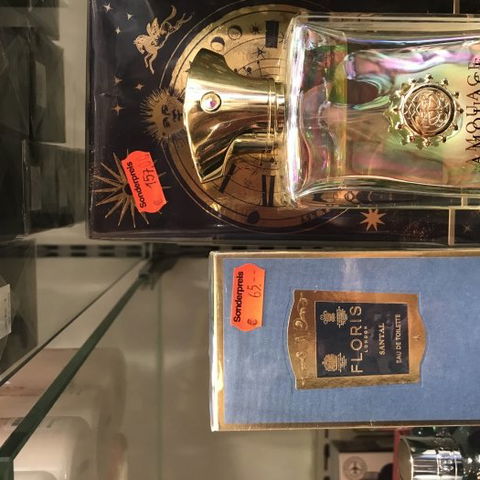 AMOUAGE
Sonderpreis
€ 157,-
Sonderpreis
€ 65.--
FLORIS
LONDON
SANTAL
EAU DE TOILETTE